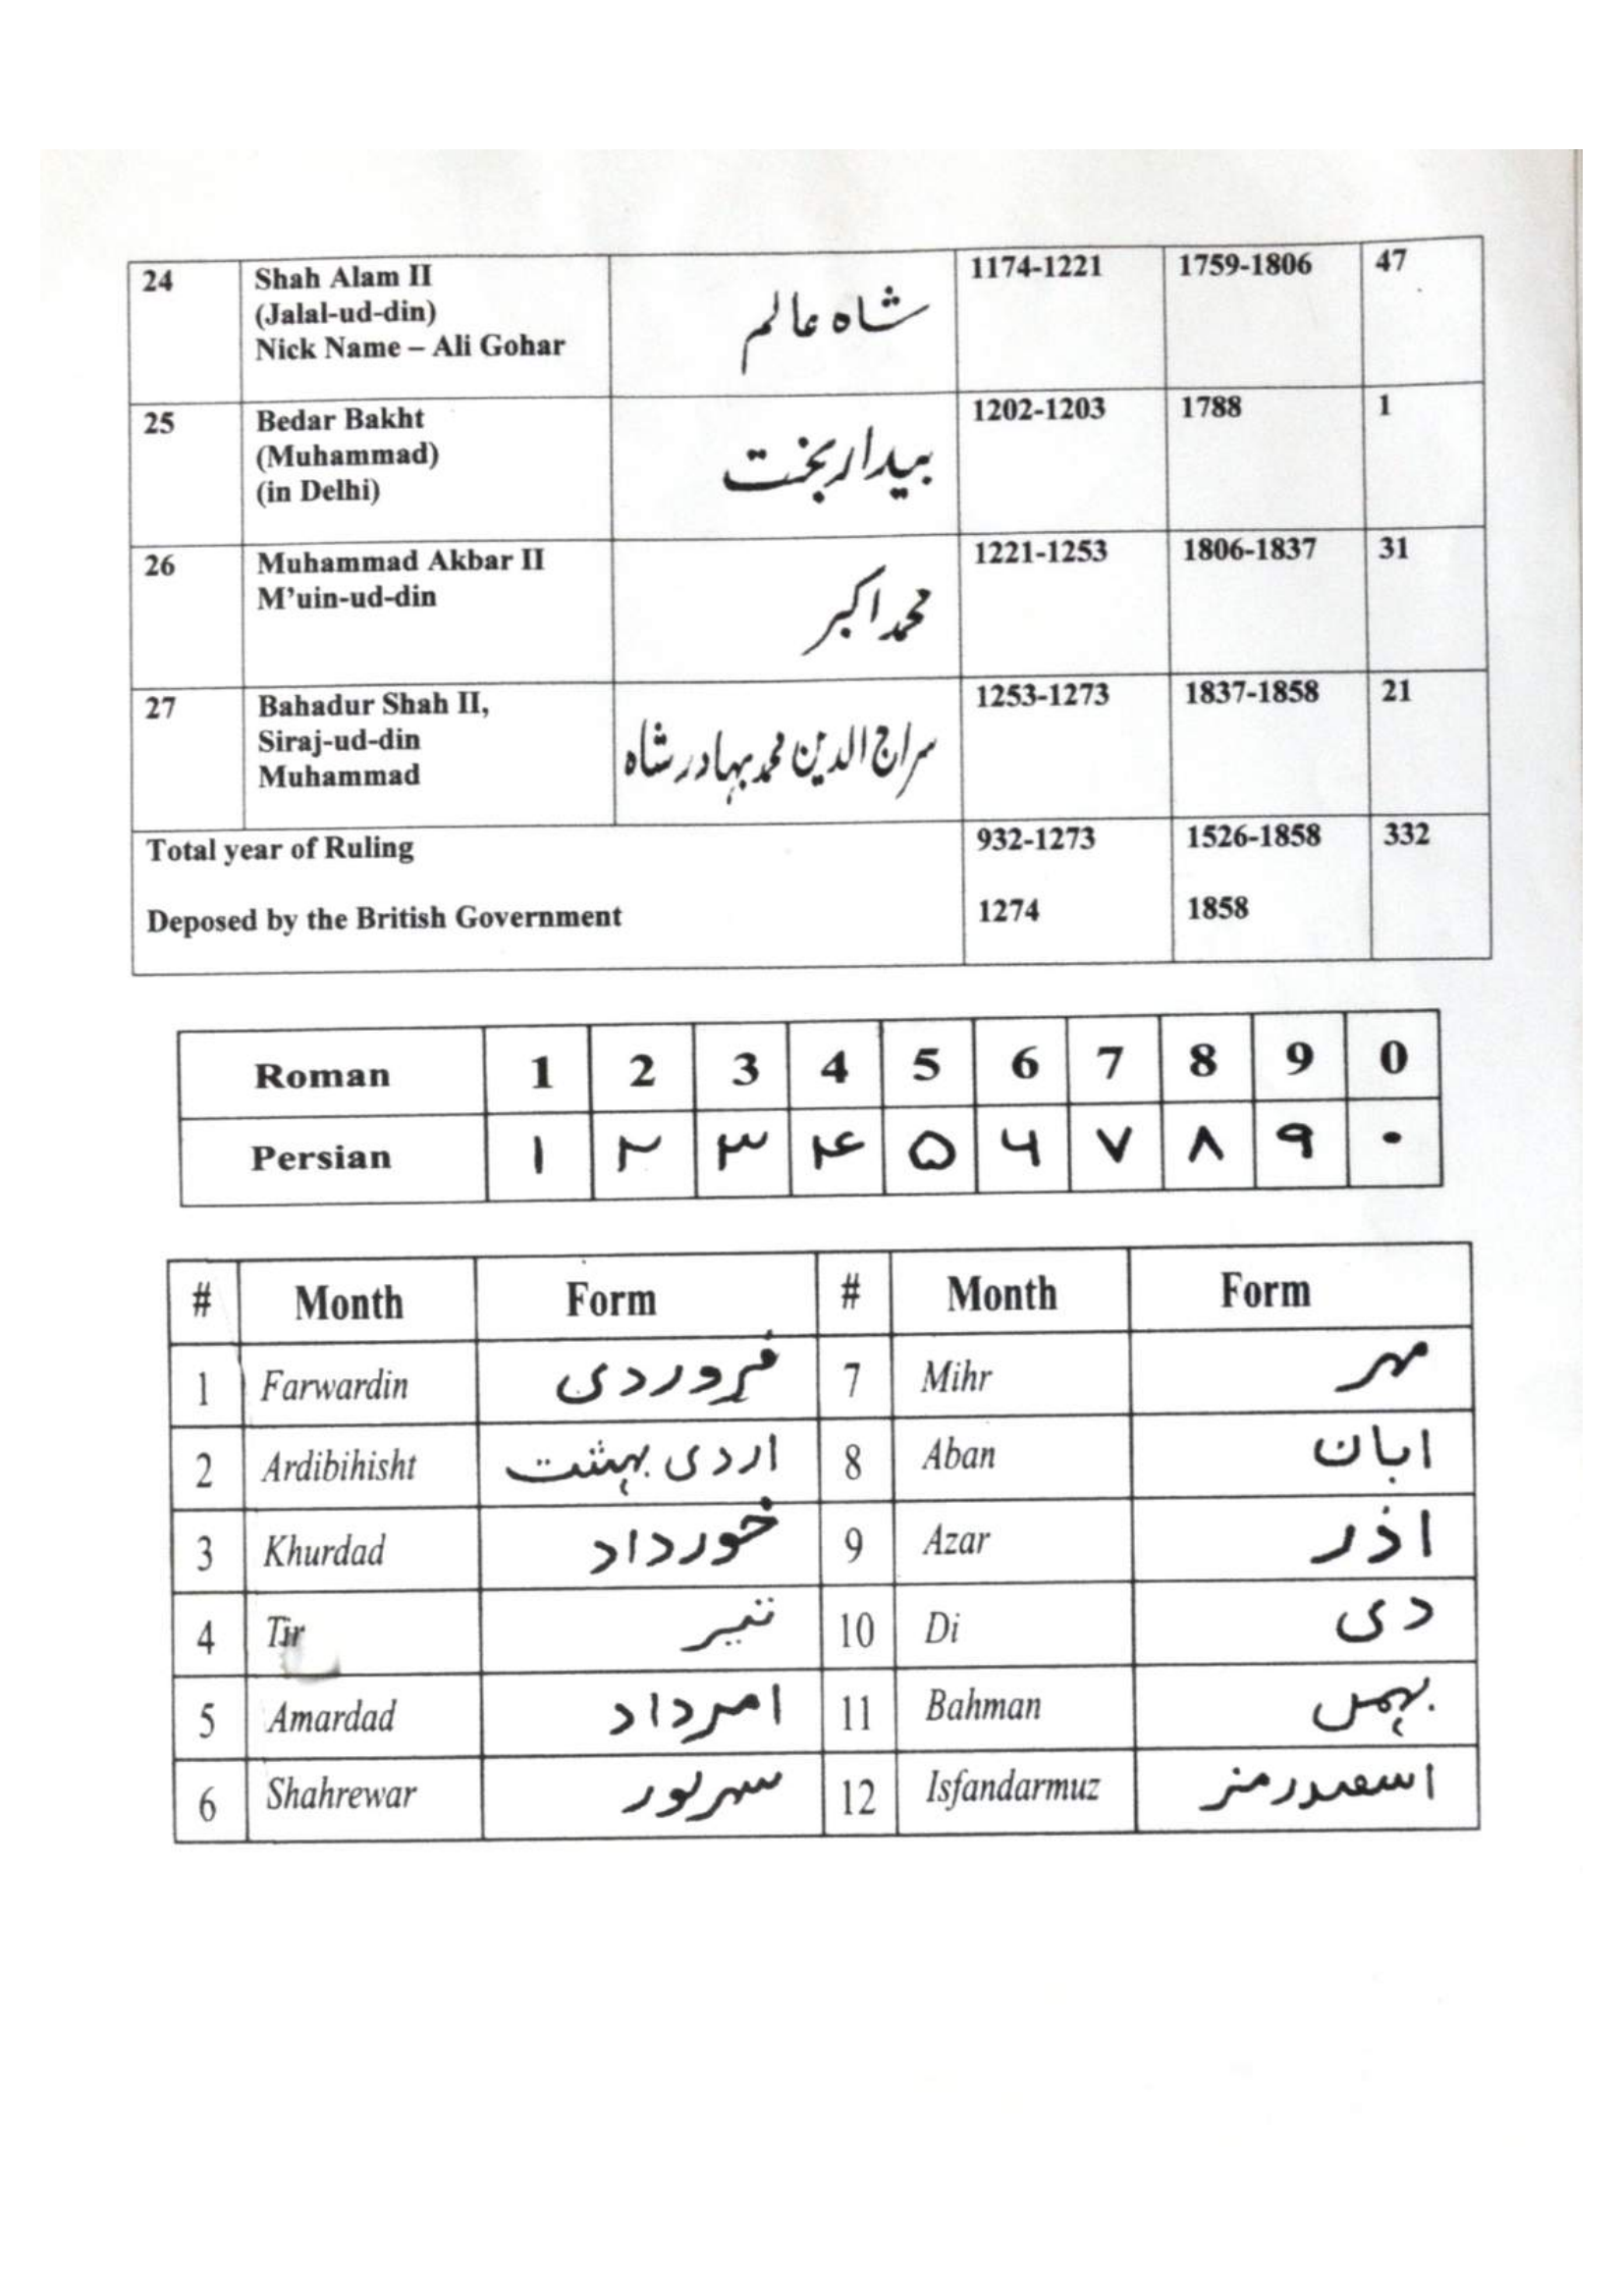 24 Shah Alam II شاه عالم 1174-1221 1759-1806 47
(Jalal-ud-din)
Nick Name – Ali Gohar
25 Bedar Bakht بیدار بخت 1202-1203 1788 1
(Muhammad)
(in Delhi)
26 Muhammad Akbar II محمد اکبر 1221-1253 1806-1837 31
M'uin-ud-din
27 Bahadur Shah II, سراج الدین محمد بہادر شاه 1253-1273 1837-1858 21
Siraj-ud-din
Muhammad
Total year of Ruling 932-1273 1526-1858 332
Deposed by the British Government 1274 1858
Roman 1 2 3 4 5 6 7 8 9 0
Persian ۱ ۲ ۳ ۴ ۵ ۶ ۷ ۸ ۹ ۰
# Month Form # Month Form
1 Farwardin فروردی 7 Mihr مہر
2 Ardibihisht اردی بہشت 8 Aban ابان
3 Khurdad خورداد 9 Azar اذر
4 Tir تیر 10 Di دی
5 Amardad امرداد 11 Bahman بہمن
6 Shahrewar شہریور 12 Isfandarmuz اسفندارمز